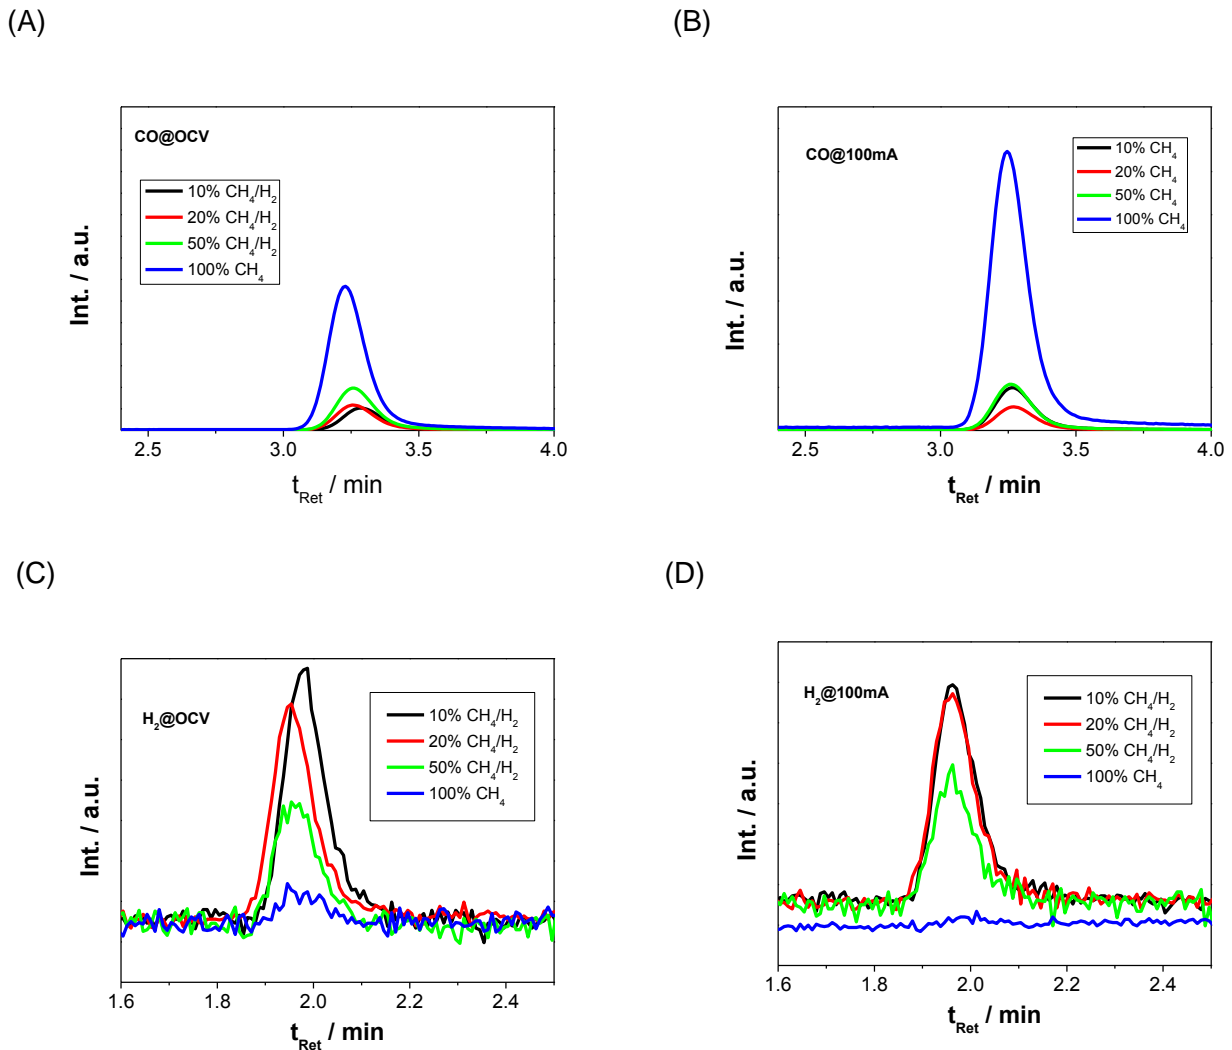 (A)
CO@OCV
10% CH4/H2
20% CH4/H2
50% CH4/H2
100% CH4
Int. / a.u.
2.5 3.0 3.5 4.0
tRet / min
(B)
CO@100mA
10% CH4
20% CH4
50% CH4
100% CH4
Int. / a.u.
2.5 3.0 3.5 4.0
tRet / min
(C)
H2@OCV
10% CH4/H2
20% CH4/H2
50% CH4/H2
100% CH4
Int. / a.u.
1.6 1.8 2.0 2.2 2.4
tRet / min
(D)
H2@100mA
10% CH4/H2
20% CH4/H2
50% CH4/H2
100% CH4
Int. / a.u.
1.6 1.8 2.0 2.2 2.4
tRet / min